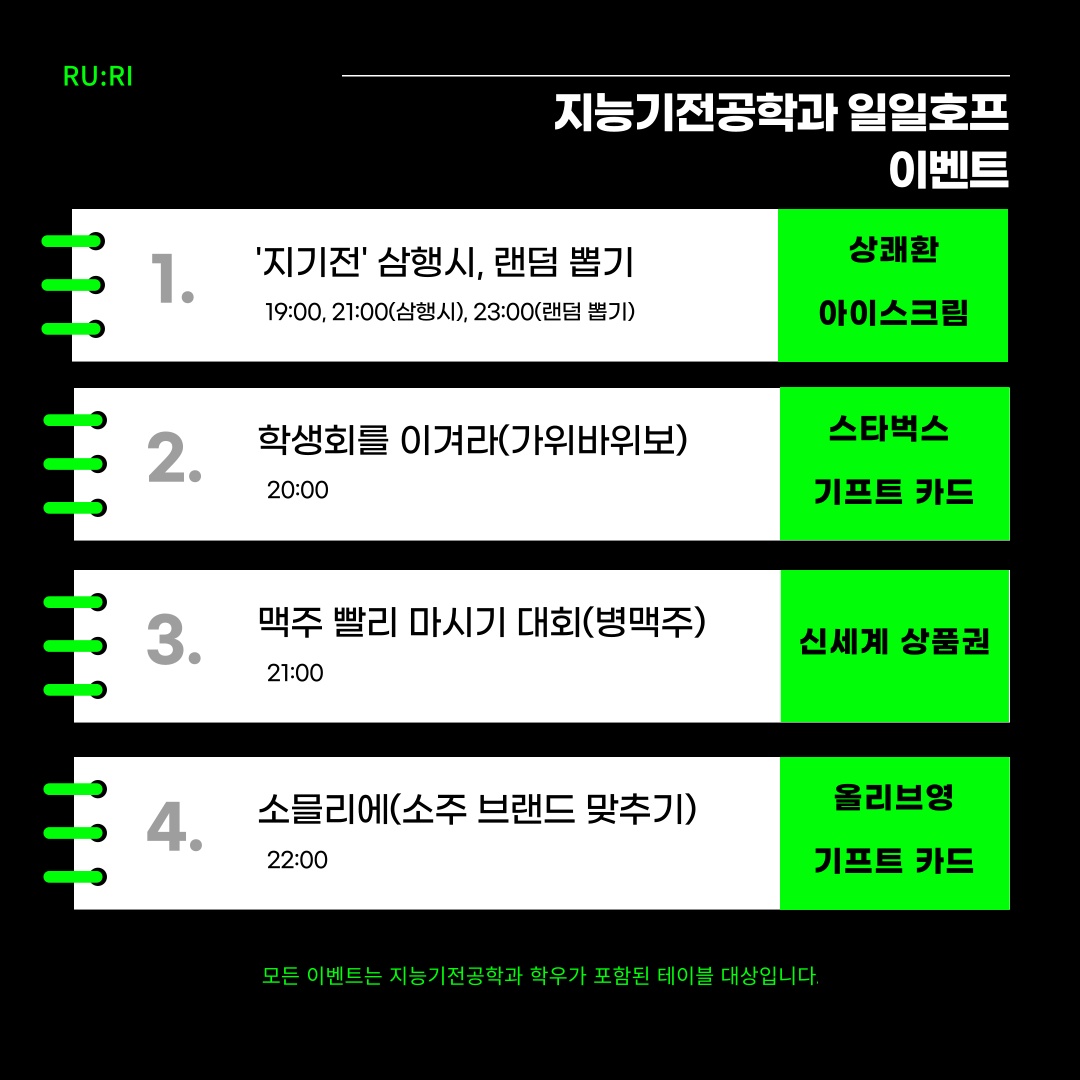 RU:RI
지능기전공학과 일일호프
이벤트
1.
'지기전' 삼행시, 랜덤 뽑기
19:00, 21:00(삼행시), 23:00(랜덤 뽑기)
상쾌환
아이스크림
2.
학생회를 이겨라(가위바위보)
20:00
스타벅스
기프트 카드
3.
맥주 빨리 마시기 대회(병맥주)
21:00
신세계 상품권
4.
소믈리에(소주 브랜드 맞추기)
22:00
올리브영
기프트 카드
모든 이벤트는 지능기전공학과 학우가 포함된 테이블 대상입니다.